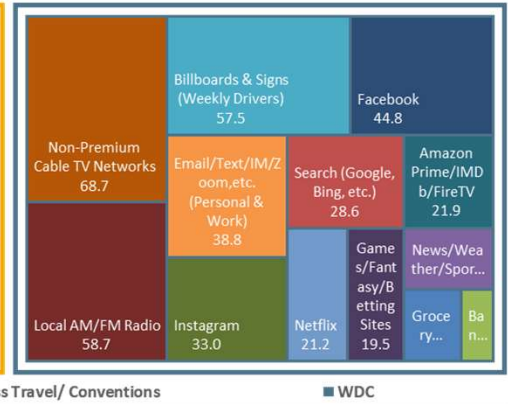 Non-Premium
Cable TV Networks
68.7
Local AM/FM Radio
58.7
Billboards & Signs
(Weekly Drivers)
57.5
Facebook
44.8
Email/Text/IM/Z
oom,etc.
(Personal &
Work)
38.8
Instagram
33.0
Search (Google,
Bing, etc.)
28.6
Amazon
Prime/IMD
b/FireTV
21.9
Netflix
21.2
Game
s/Fant
asy/B
etting
Sites
19.5
News/Wea
ther/Spor...
Groce
ry...
Ba
n...
ss Travel/ Conventions
WDC